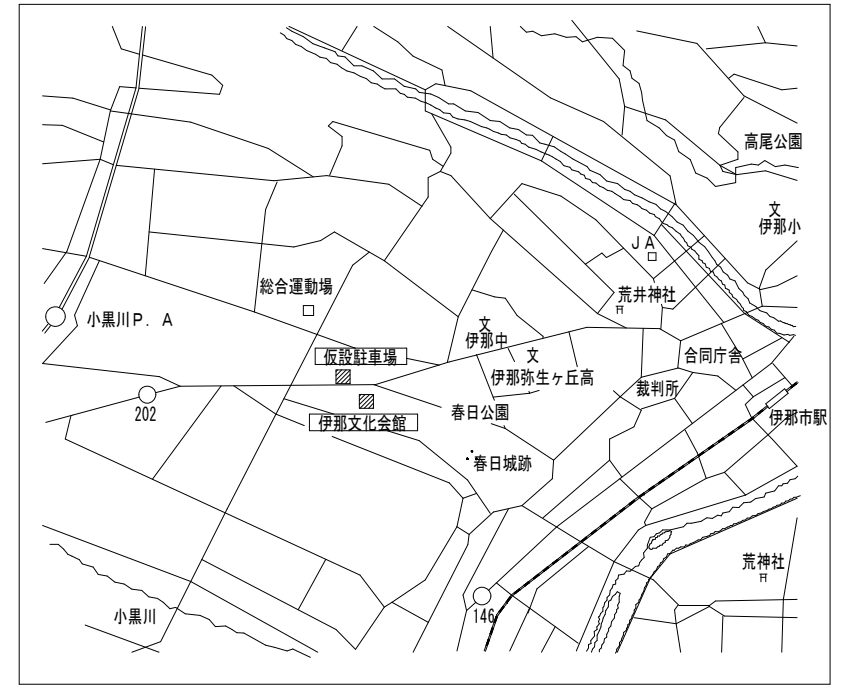 高尾公園
文
伊那小
JA
総合運動場
荒井神社
小黒川P.A
文
伊那中
仮設駐車場
文
伊那弥生ヶ丘高
合同庁舎
裁判所
202
伊那文化会館
春日公園
伊那市駅
春日城跡
荒神社
146
小黒川